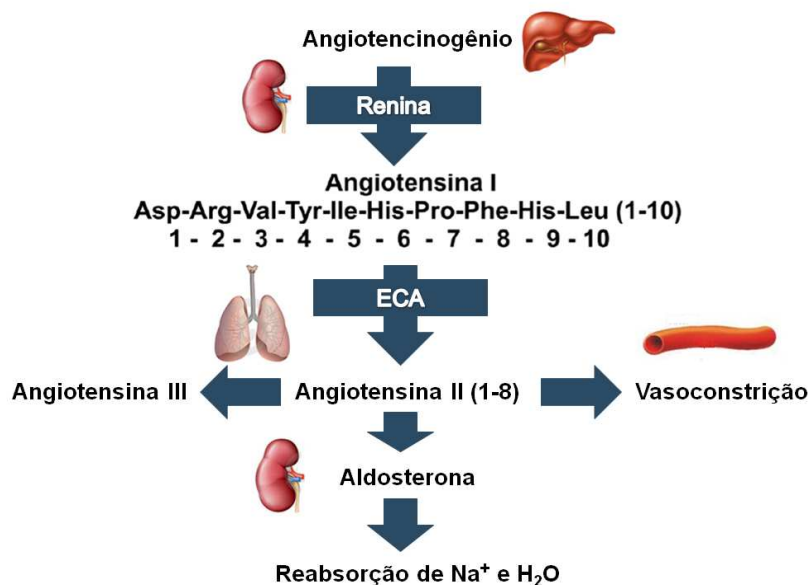 Angiotencinogênio
Renina
Angiotensina I
Asp-Arg-Val-Tyr-Ile-His-Pro-Phe-His-Leu (1-10)
1 - 2 - 3 - 4 - 5 - 6 - 7 - 8 - 9 - 10
ECA
Angiotensina III
Angiotensina II (1-8)
Vasoconstrição
Aldosterona
Reabsorção de Na⁺ e H₂O